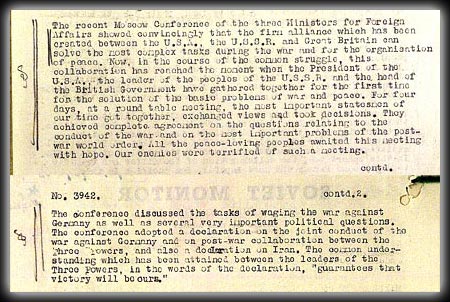 The recent Moscow Conference of the three Ministers for Foreign
Affairs showed convincingly that the firm alliance which has been
created between the U.S.A., the U.S.S.R. and Great Britain can
solve the most complex tasks during the war and for the organisation
of peace. Now, in the course of the common struggle, this
collaboration has reached the moment when the President of the
U.S.A., the leader of the peoples of the U.S.S.R. and the head of
the British Government have gathered together for the first time
for the solution of the basic problems of war and peace. For four
days, at a round table meeting, the most important statesmen of
our time got together, exchanged views and took decisions. They
achieved complete agreement on the questions relating to the
conduct of the war and on the most important problems of the post-
war world order. All the peace-loving peoples awaited this meeting
with hope. Our enemies were terrified of such a meeting.
contd.
SOVIET MONITOR
No. 3942. contd,2.
The conference discussed the tasks of waging the war against
Germany as well as several very important political questions.
The conference adopted a declaration on the joint conduct of the
war against Germany and on post-war collaboration between the
Three Powers, and also a declaration on Iran. The common under-
standing which has been attained between the leaders of the
Three Powers, in the words of the declaration, "guarantees that
victory will be ours."